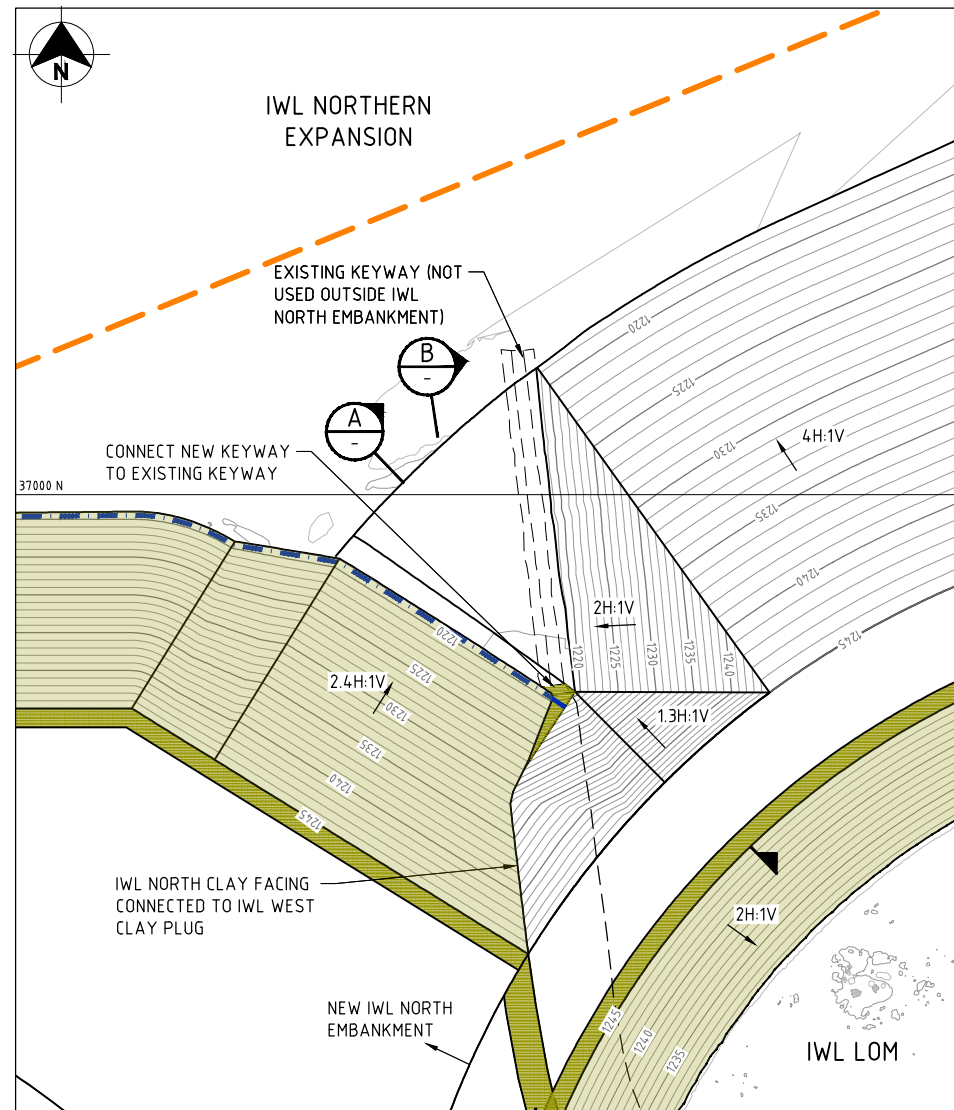 N
IWL NORTHERN
EXPANSION
EXISTING KEYWAY (NOT
USED OUTSIDE IWL
NORTH EMBANKMENT)
B
-
A
-
CONNECT NEW KEYWAY
TO EXISTING KEYWAY
37000 N
1220
1225
1230
4H:1V
1235
1240
1245
2H:1V
1220
1225
1230
1235
1240
1.3H:1V
1220
1225
2.4H:1V
1230
1235
1240
1245
IWL NORTH CLAY FACING
CONNECTED TO IWL WEST
CLAY PLUG
2H:1V
NEW IWL NORTH
EMBANKMENT
1245
1240
1235
IWL LOM